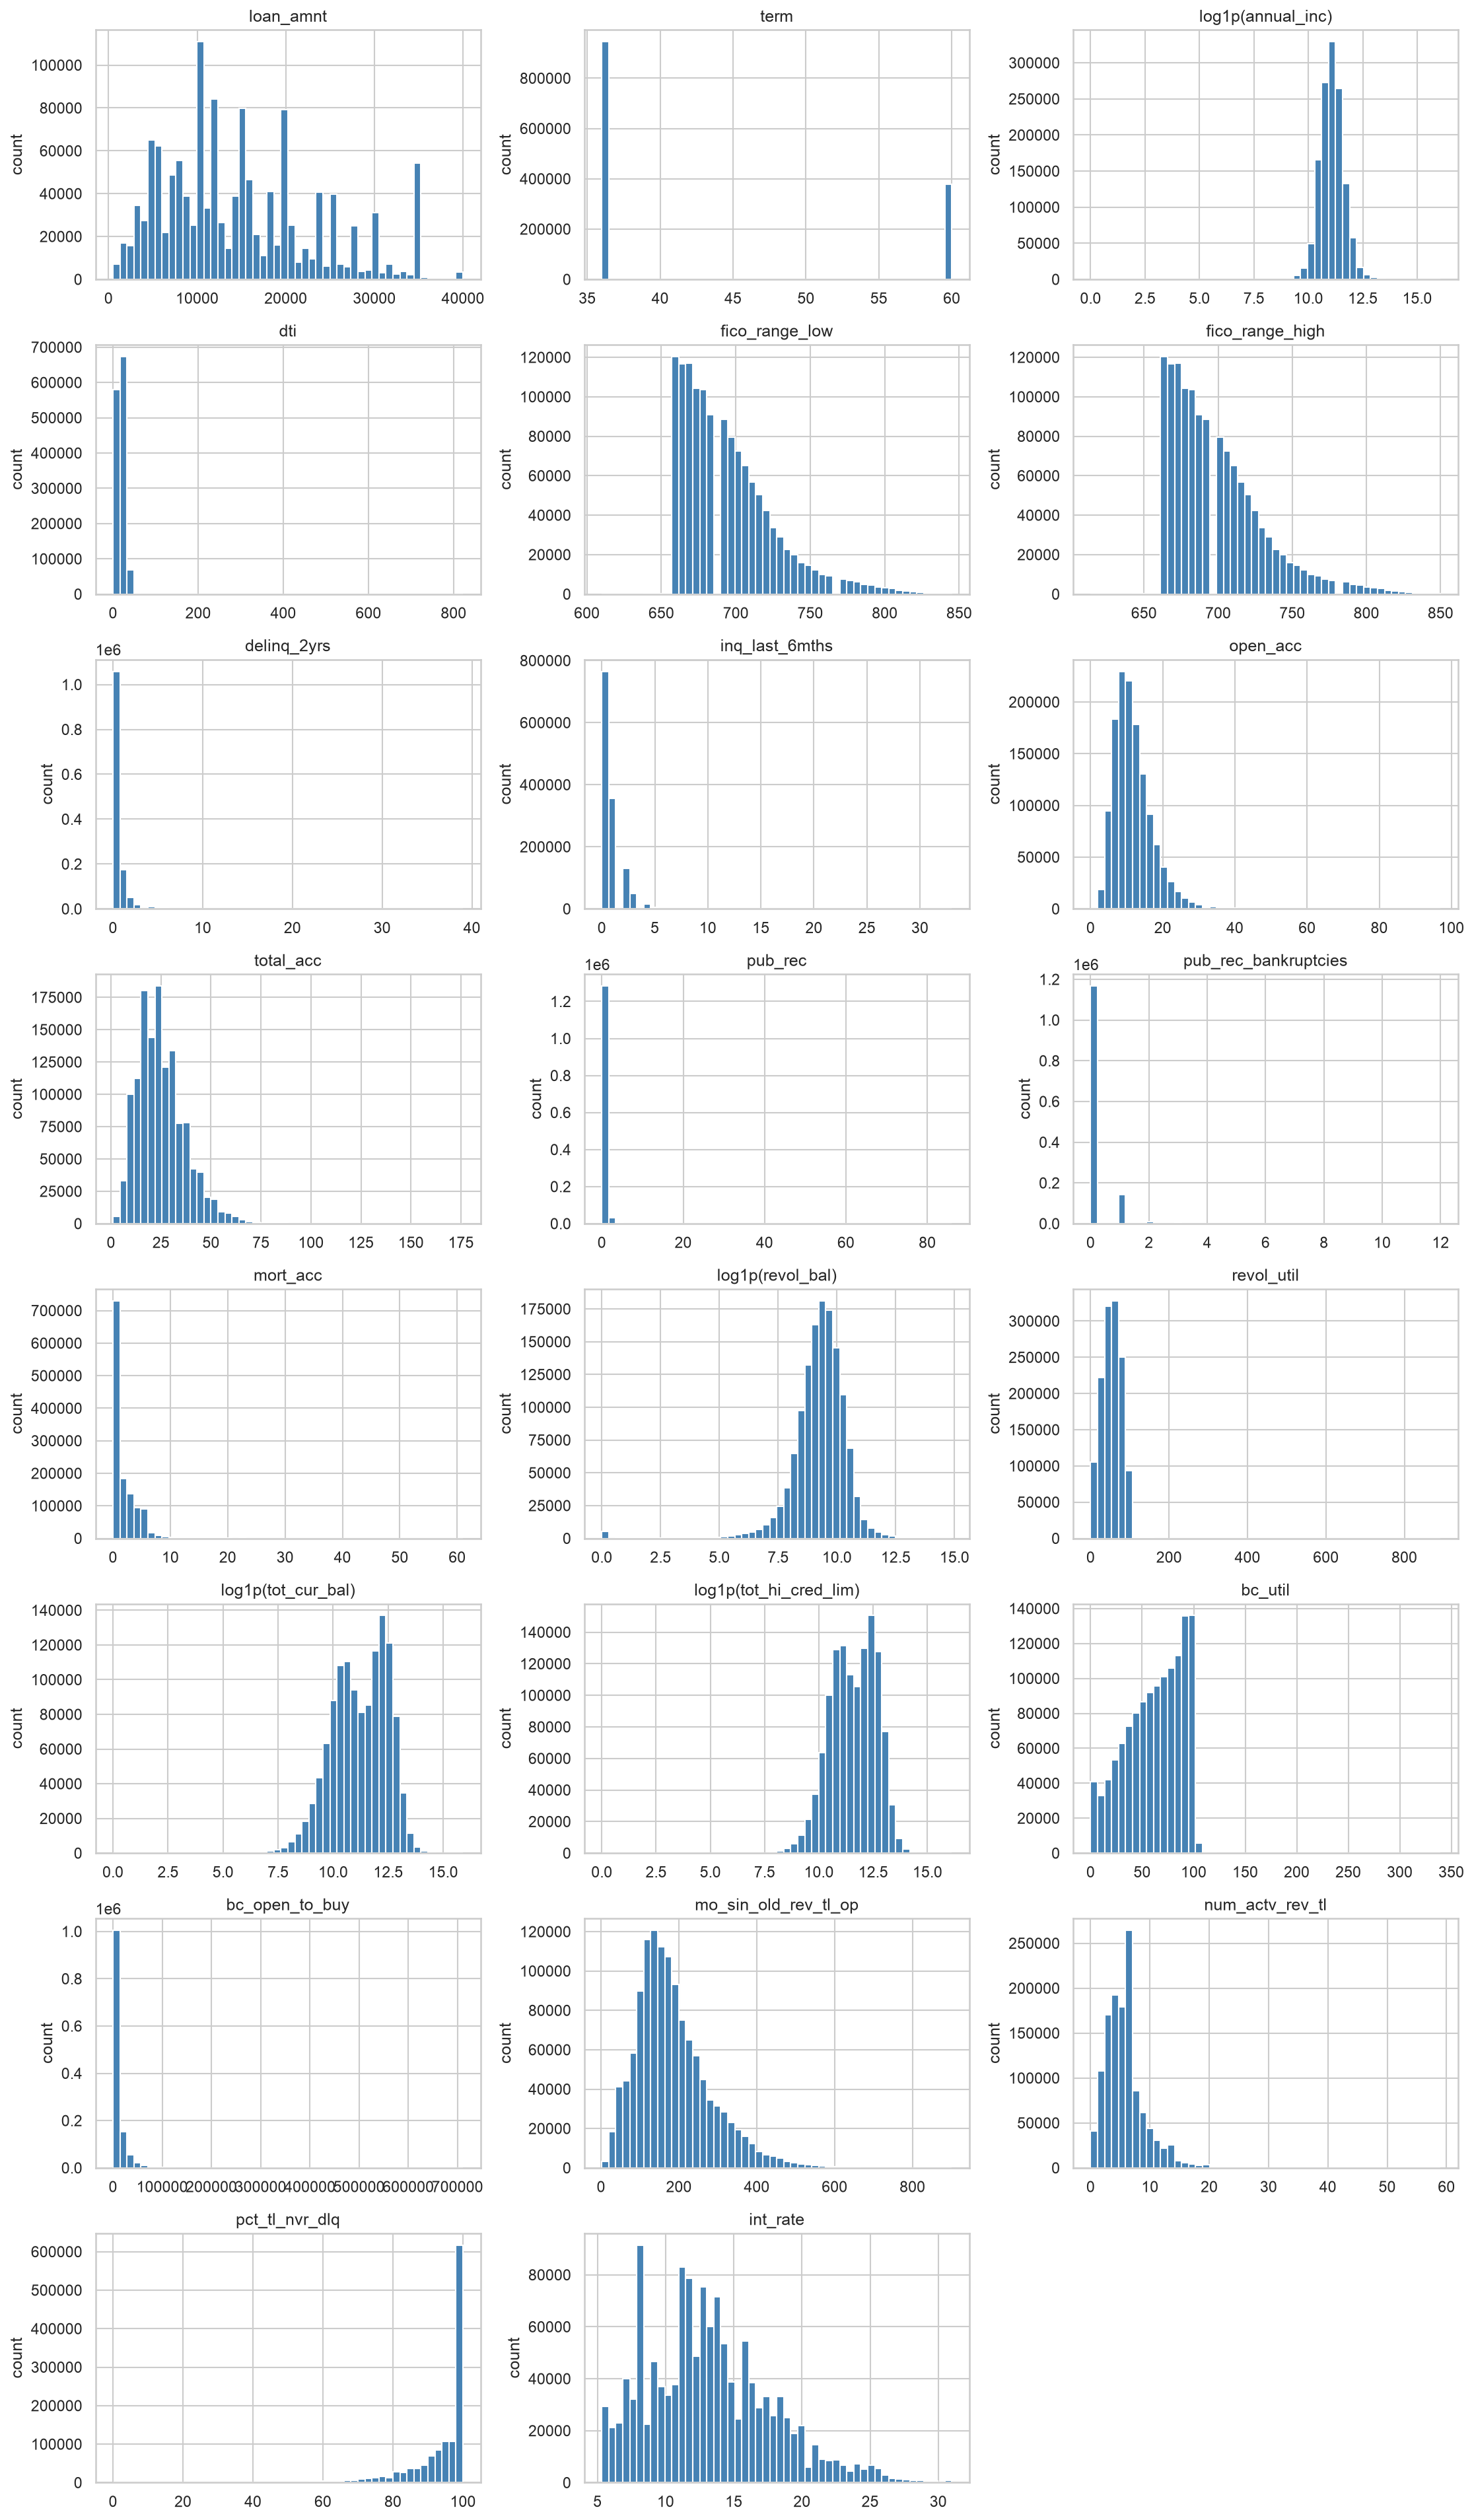 loan_amnt
count
100000
80000
60000
40000
20000
0
0 10000 20000 30000 40000
term
count
800000
600000
400000
200000
0
35 40 45 50 55 60
log1p(annual_inc)
300000
250000
200000
150000
100000
50000
0
count
0.0 2.5 5.0 7.5 10.0 12.5 15.0
dti
count
700000
600000
500000
400000
300000
200000
100000
0
0 200 400 600 800
fico_range_low
count
120000
100000
80000
60000
40000
20000
0
600 650 700 750 800 850
fico_range_high
count
120000
100000
80000
60000
40000
20000
0
650 700 750 800 850
delinq_2yrs
1e6
count
1.0
0.8
0.6
0.4
0.2
0.0
0 10 20 30 40
inq_last_6mths
count
800000
600000
400000
200000
0
0 5 10 15 20 25 30
open_acc
count
200000
150000
100000
50000
0
0 20 40 60 80 100
total_acc
count
175000
150000
125000
100000
75000
50000
25000
0
0 25 50 75 100 125 150 175
pub_rec
1e6
count
1.2
1.0
0.8
0.6
0.4
0.2
0.0
0 20 40 60 80
pub_rec_bankruptcies
1e6
count
1.2
1.0
0.8
0.6
0.4
0.2
0.0
0 2 4 6 8 10 12
mort_acc
count
700000
600000
500000
400000
300000
200000
100000
0
0 10 20 30 40 50 60
log1p(revol_bal)
count
175000
150000
125000
100000
75000
50000
25000
0
0.0 2.5 5.0 7.5 10.0 12.5 15.0
revol_util
count
300000
250000
200000
150000
100000
50000
0
0 200 400 600 800
log1p(tot_cur_bal)
count
140000
120000
100000
80000
60000
40000
20000
0
0.0 2.5 5.0 7.5 10.0 12.5 15.0
log1p(tot_hi_cred_lim)
count
140000
120000
100000
80000
60000
40000
20000
0
0.0 2.5 5.0 7.5 10.0 12.5 15.0
bc_util
count
140000
120000
100000
80000
60000
40000
20000
0
0 50 100 150 200 250 300 350
bc_open_to_buy
1e6
count
1.0
0.8
0.6
0.4
0.2
0.0
0 100000 200000 300000 400000 500000 600000 700000
mo_sin_old_rev_tl_op
count
120000
100000
80000
60000
40000
20000
0
0 200 400 600 800
num_actv_rev_tl
count
250000
200000
150000
100000
50000
0
0 10 20 30 40 50 60
pct_tl_nvr_dlq
count
600000
500000
400000
300000
200000
100000
0
0 20 40 60 80 100
int_rate
count
80000
60000
40000
20000
0
5 10 15 20 25 30